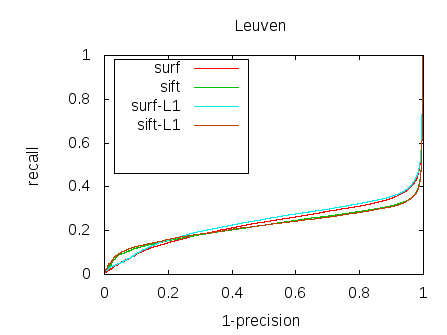 Leuven
1
0.8
0.6
0.4
0.2
0
recall
surf
sift
surf-L1
sift-L1
0 0.2 0.4 0.6 0.8 1
1-precision